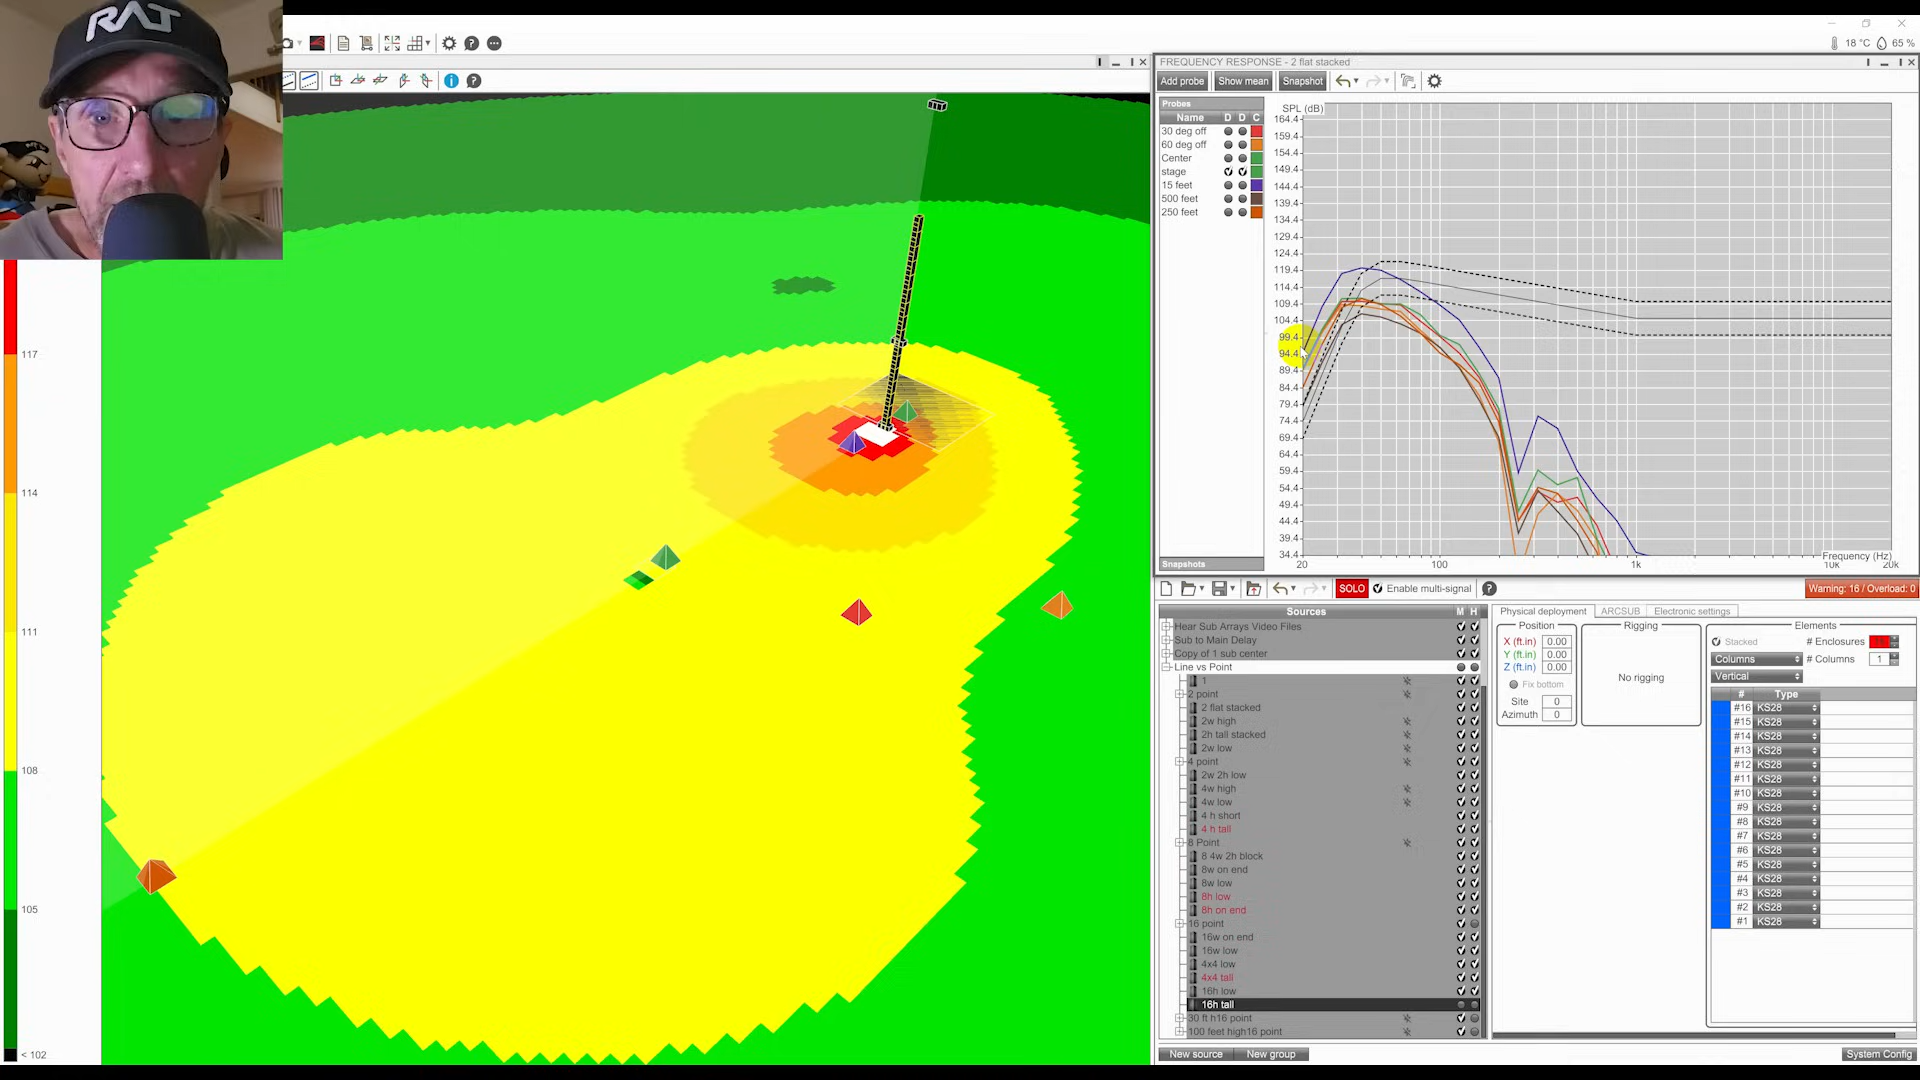 RAT
18 °C 65 %
FREQUENCY RESPONSE - 2 flat stacked
Add probe Show mean Snapshot
Probes
Name D D C
30 deg off
60 deg off
Center
stage
15 feet
500 feet
250 feet
Snapshots
SPL (dB)
164.4
159.4
154.4
149.4
144.4
139.4
134.4
129.4
124.4
119.4
114.4
109.4
104.4
99.4
94.4
89.4
84.4
79.4
74.4
69.4
64.4
59.4
54.4
49.4
44.4
39.4
34.4
Frequency (Hz)
20 100 1k 10k 20k
117
114
111
108
105
< 102
SOLO Enable multi-signal Warning: 16 / Overload: 0
Sources M H
Hear Sub Arrays Video Files
Sub to Main Delay
Copy of 1 sub center
Line vs Point
1
2 point
2 flat stacked
2w high
2h tall stacked
2w low
4 point
2w 2h low
4w high
4w low
4 h short
4 h tall
8 Point
8 4w 2h block
8w on end
8w low
8h low
8h on end
16 point
16w on end
16w low
4x4 low
4x4 tall
16h low
16h tall
30 ft h16 point
100 feet high16 point
New source New group
Physical deployment ARCSUB Electronic settings
Position
X (ft.in) 0.00
Y (ft.in) 0.00
Z (ft.in) 0.00
Fix bottom
Site 0
Azimuth 0
Rigging
No rigging
Elements
Stacked # Enclosures
Columns # Columns 1
Vertical
# Type
#16 KS28
#15 KS28
#14 KS28
#13 KS28
#12 KS28
#11 KS28
#10 KS28
#9 KS28
#8 KS28
#7 KS28
#6 KS28
#5 KS28
#4 KS28
#3 KS28
#2 KS28
#1 KS28
System Config